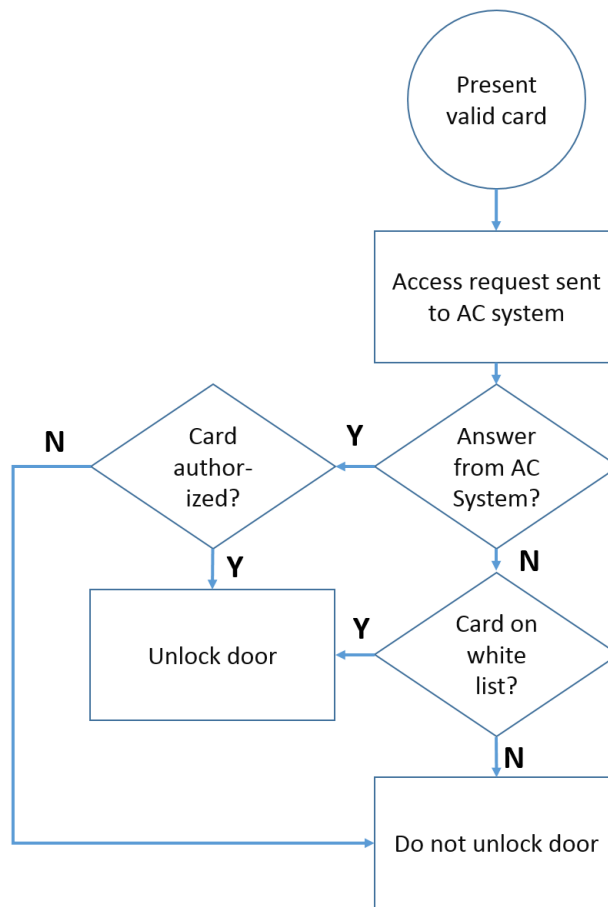 Present
valid card
Access request sent
to AC system
N
Card
author-
ized?
Y
Answer
from AC
System?
Y
N
Unlock door
Y
Card on
white
list?
N
Do not unlock door